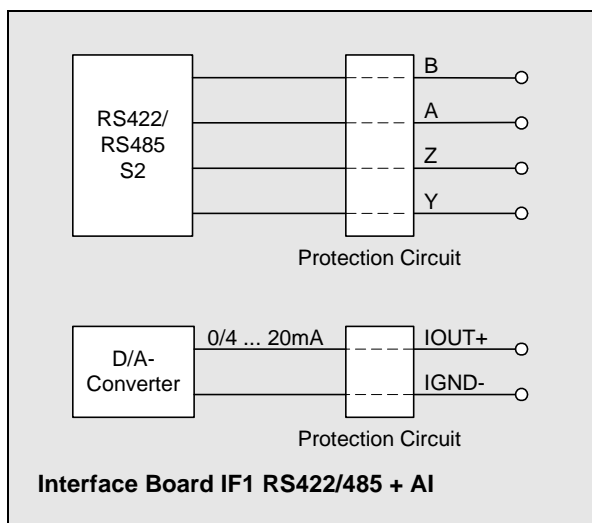 RS422/
RS485
S2
B
A
Z
Y
Protection Circuit
D/A-
Converter
0/4 ... 20mA
IOUT+
IGND-
Protection Circuit
Interface Board IF1 RS422/485 + AI